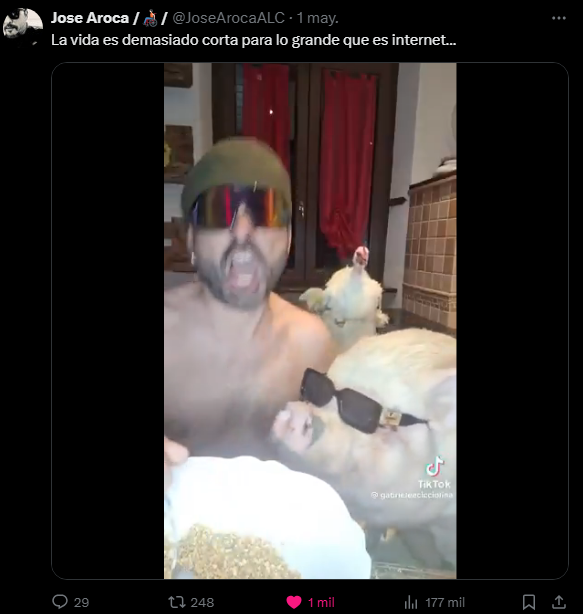 Jose Aroca / 👨🏻‍🦽 / @JoseArocaALC · 1 may.
La vida es demasiado corta para lo grande que es internet...
TikTok
29 248 1 mil 177 mil